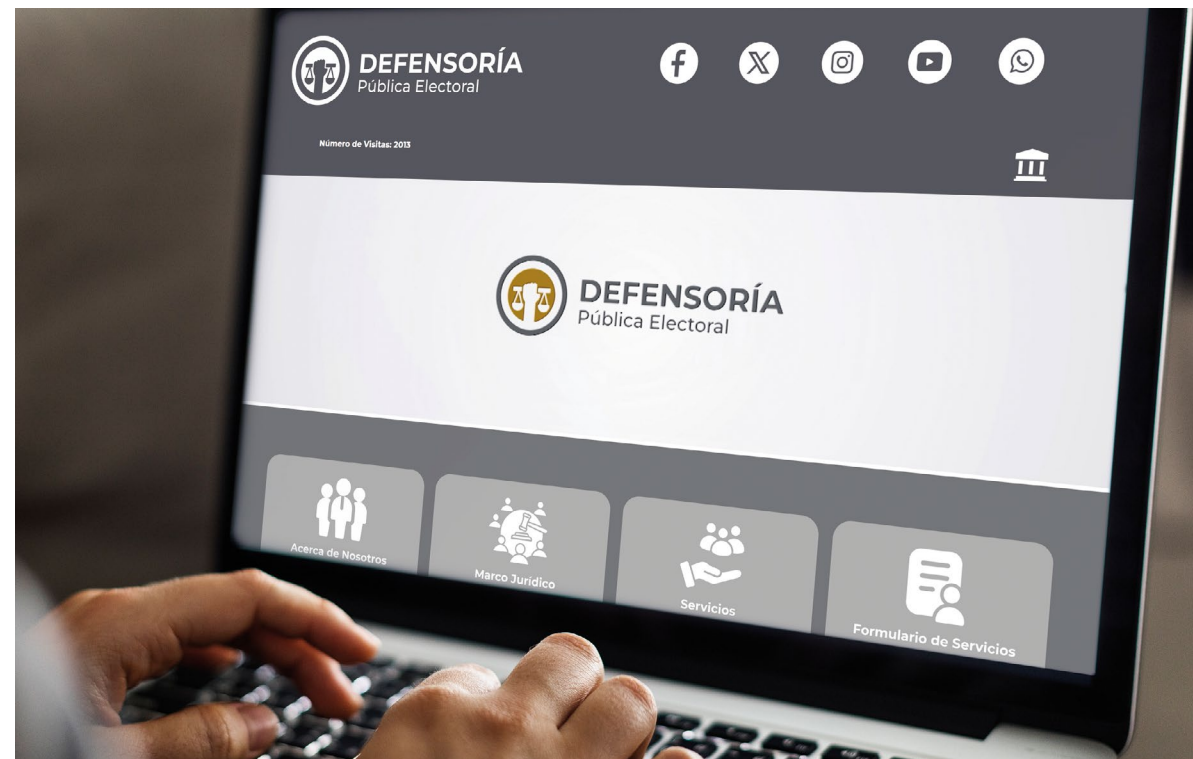 DEFENSORÍA
Pública Electoral
Número de Visitas: 2013
DEFENSORÍA
Pública Electoral
Acerca de Nosotros
Marco Jurídico
Servicios
Formulario de Servicios